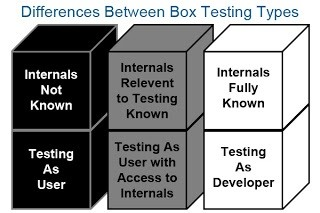 Differences Between Box Testing Types
Internals
Not
Known
Testing
As
User
Internals
Relevent
to Testing
Known
Testing As
User with
Access to
Internals
Internals
Fully
Known
Testing
As
Developer